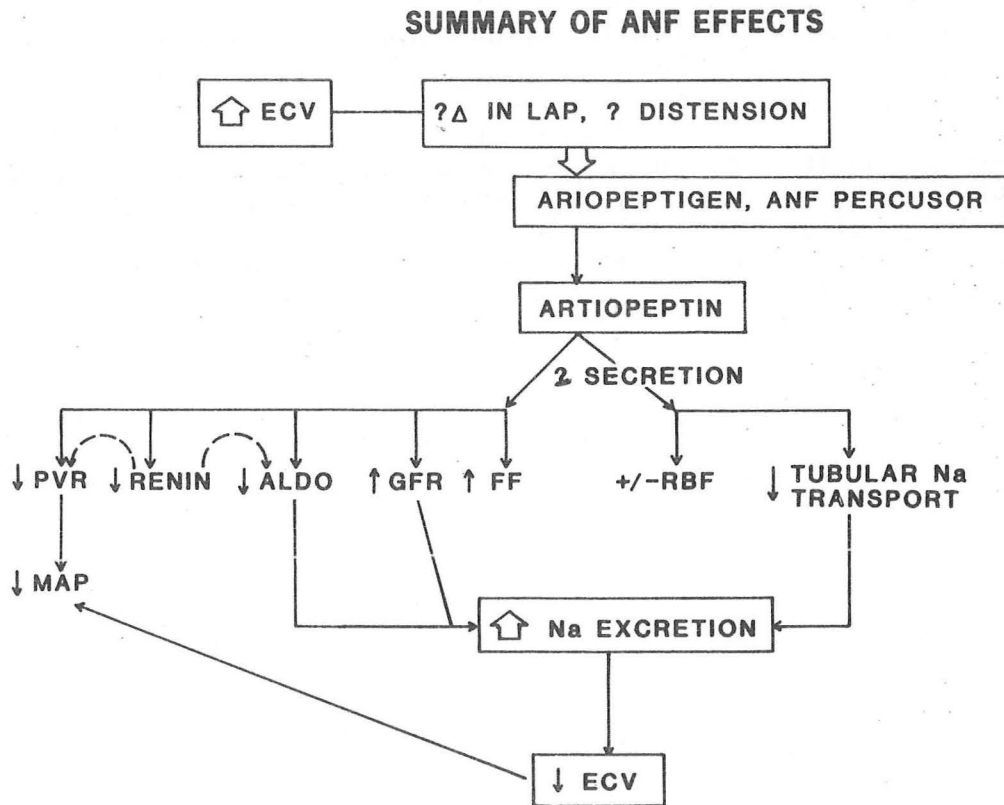 SUMMARY OF ANF EFFECTS
⇧ ECV
?Δ IN LAP, ? DISTENSION
ARIOPEPTIGEN, ANF PERCUSOR
ARTIOPEPTIN
2 SECRETION
↓ PVR
↓ RENIN
↓ ALDO
↑ GFR
↑ FF
+/-RBF
↓ TUBULAR Na
TRANSPORT
↓ MAP
⇧ Na EXCRETION
↓ ECV